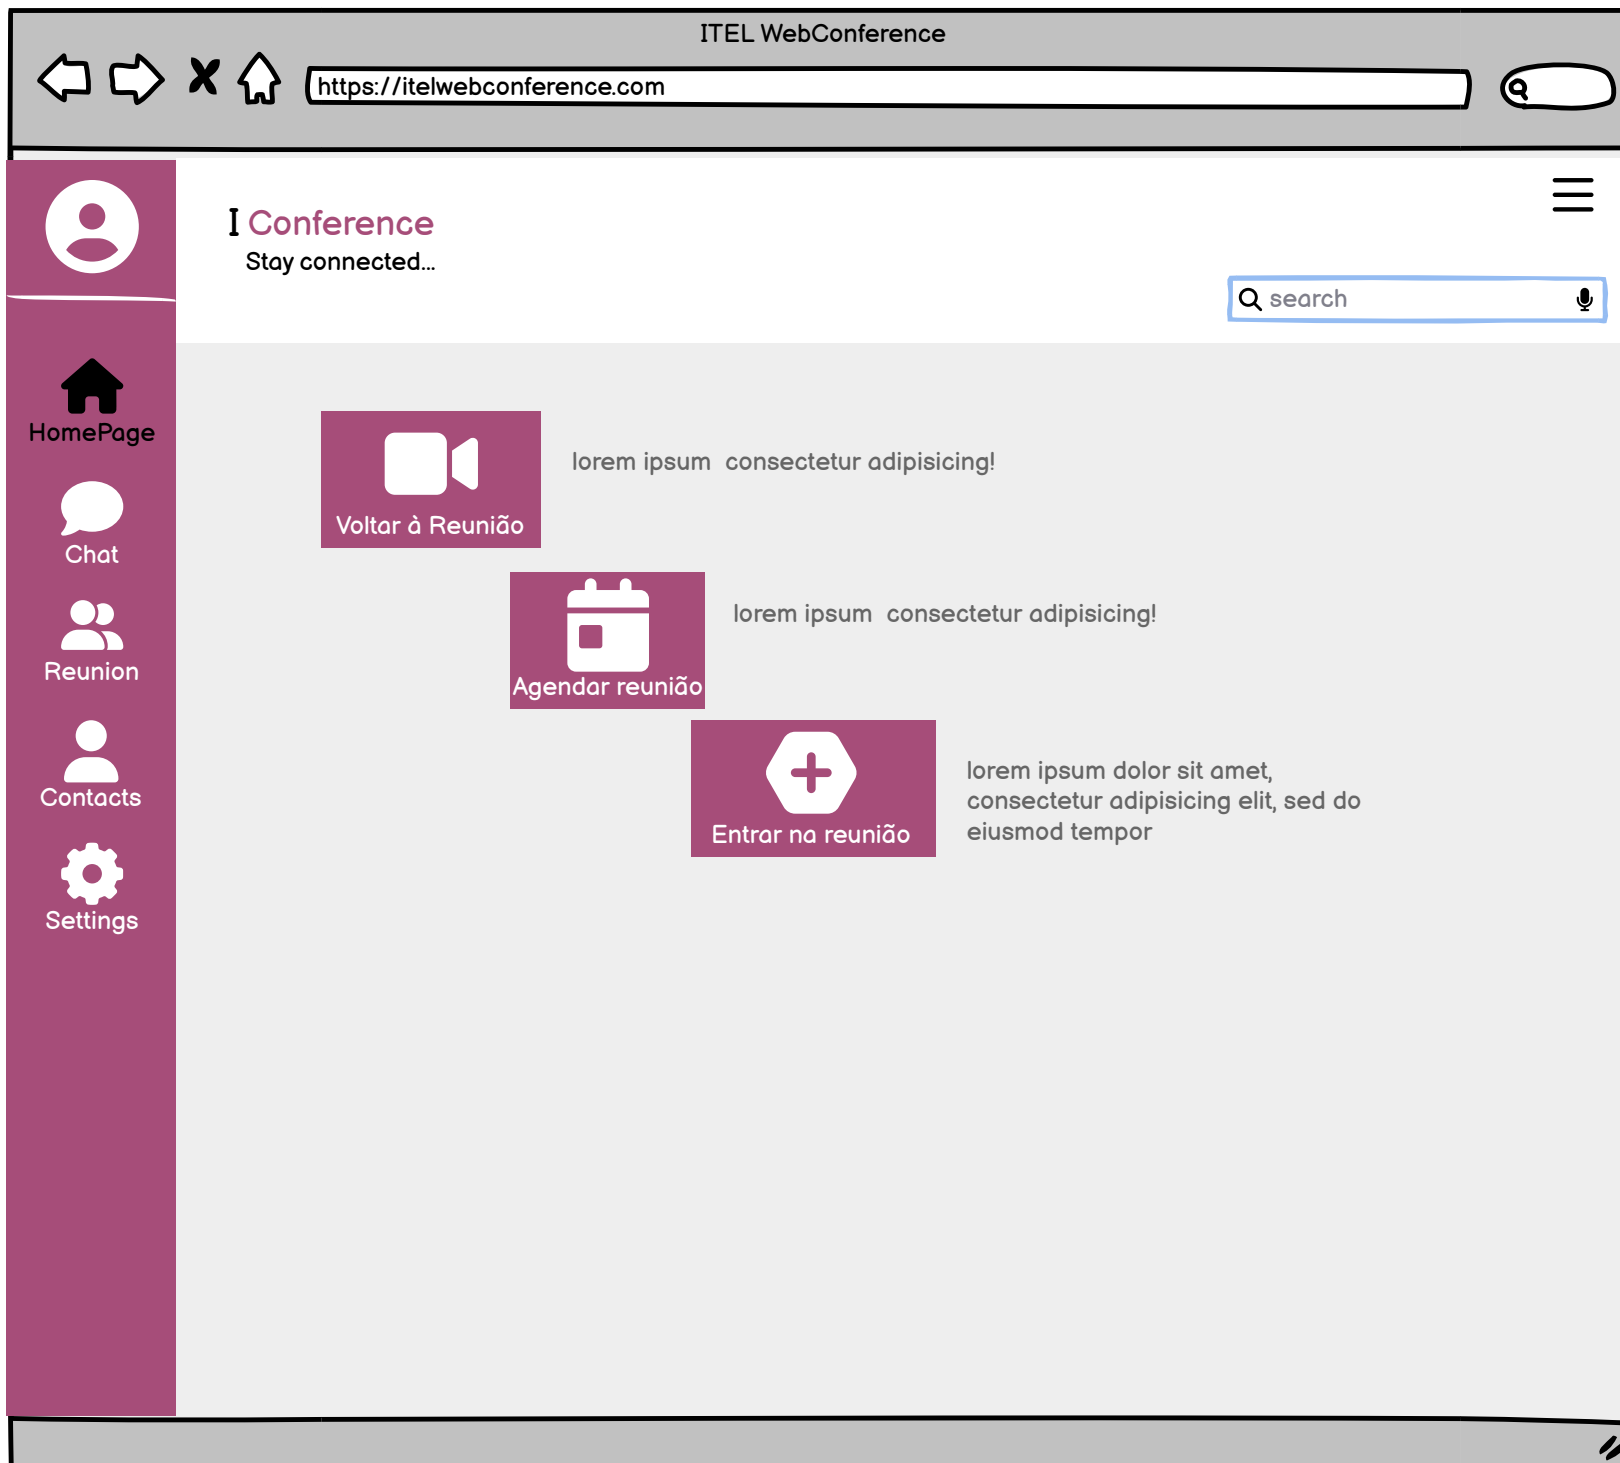 ITEL WebConference
https://itelwebconference.com
I Conference
Stay connected...
search
HomePage
Chat
Reunion
Contacts
Settings
Voltar à Reunião
lorem ipsum  consectetur adipisicing!
Agendar reunião
lorem ipsum  consectetur adipisicing!
Entrar na reunião
lorem ipsum dolor sit amet,
consectetur adipisicing elit, sed do
eiusmod tempor